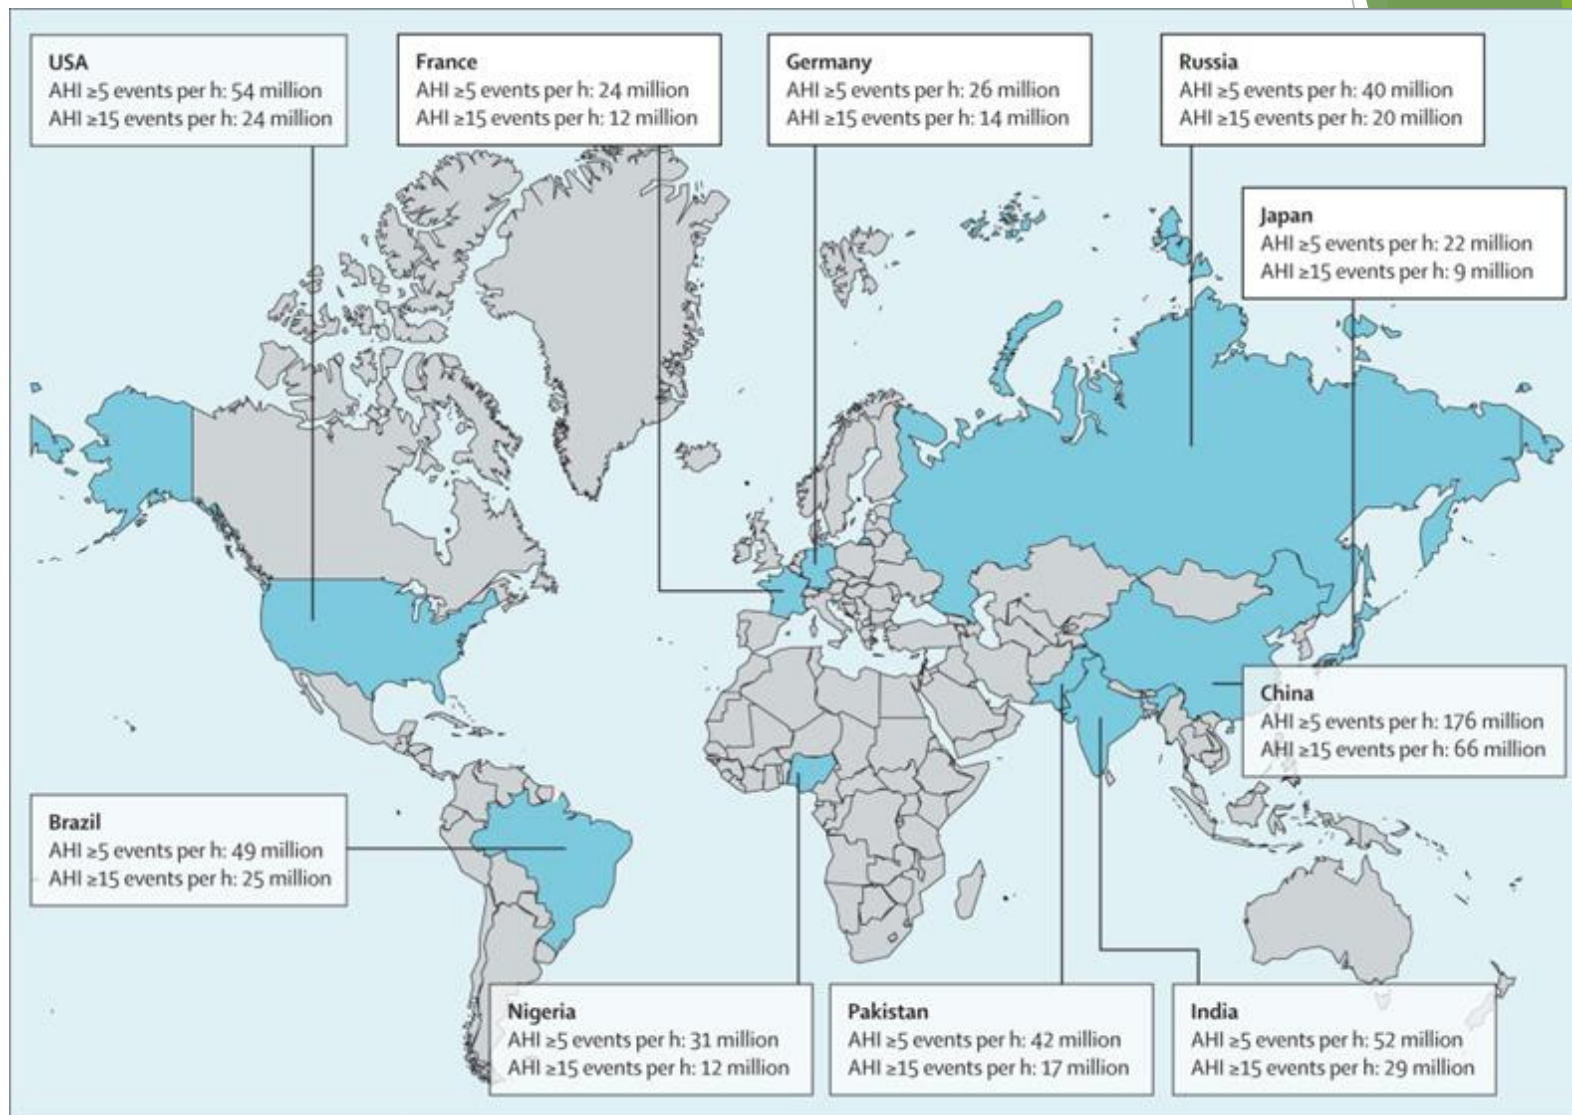 USA
AHI ≥5 events per h: 54 million
AHI ≥15 events per h: 24 million
France
AHI ≥5 events per h: 24 million
AHI ≥15 events per h: 12 million
Germany
AHI ≥5 events per h: 26 million
AHI ≥15 events per h: 14 million
Russia
AHI ≥5 events per h: 40 million
AHI ≥15 events per h: 20 million
Japan
AHI ≥5 events per h: 22 million
AHI ≥15 events per h: 9 million
China
AHI ≥5 events per h: 176 million
AHI ≥15 events per h: 66 million
Brazil
AHI ≥5 events per h: 49 million
AHI ≥15 events per h: 25 million
Nigeria
AHI ≥5 events per h: 31 million
AHI ≥15 events per h: 12 million
Pakistan
AHI ≥5 events per h: 42 million
AHI ≥15 events per h: 17 million
India
AHI ≥5 events per h: 52 million
AHI ≥15 events per h: 29 million